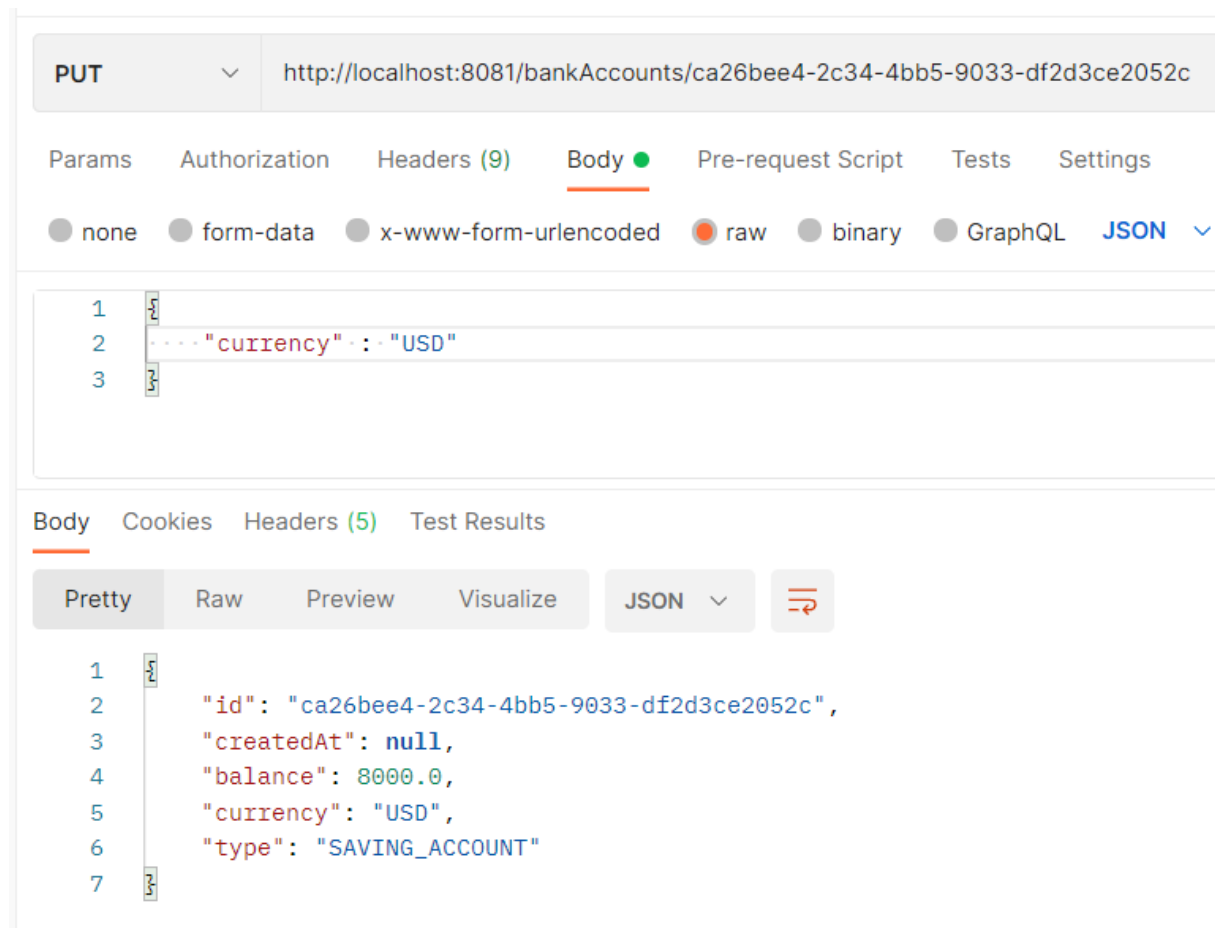 PUT http://localhost:8081/bankAccounts/ca26bee4-2c34-4bb5-9033-df2d3ce2052c
Params Authorization Headers (9) Body Pre-request Script Tests Settings
none form-data x-www-form-urlencoded raw binary GraphQL JSON
1 {
2 "currency" : "USD"
3 }
Body Cookies Headers (5) Test Results
Pretty Raw Preview Visualize JSON
1 {
2 "id": "ca26bee4-2c34-4bb5-9033-df2d3ce2052c",
3 "createdAt": null,
4 "balance": 8000.0,
5 "currency": "USD",
6 "type": "SAVING_ACCOUNT"
7 }